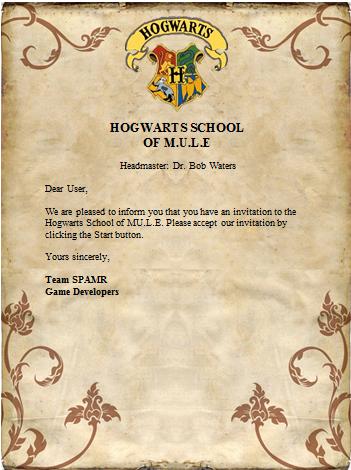 HOGWARTS
H
HOGWARTS SCHOOL
OF M.U.L.E
Headmaster: Dr. Bob Waters
Dear User,
We are pleased to inform you that you have an invitation to the
Hogwarts School of MU.L.E. Please accept our invitation by
clicking the Start button.
Yours sincerely,
Team SPAMR
Game Developers